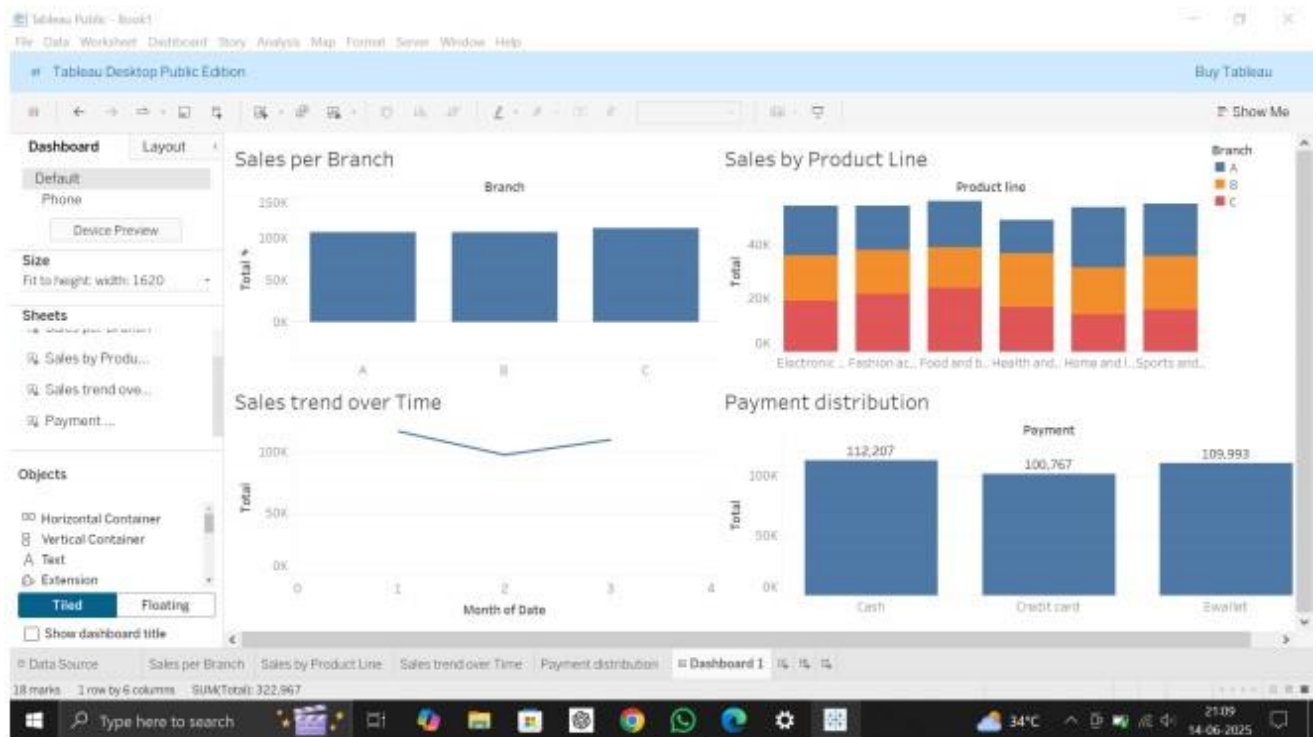 Tableau Public - Book1
File Data Worksheet Dashboard Story Analysis Map Format Server Window Help
Tableau Desktop Public Edition
Buy Tableau
Show Me
Dashboard
Layout
Default
Phone
Device Preview
Size
Fit to height: width: 1620
Sheets
Sales per Branch
Sales by Produ...
Sales trend ove...
Payment ...
Objects
Horizontal Container
Vertical Container
Text
Extension
Tiled
Floating
Show dashboard title
Sales per Branch
Branch
150K
100K
50K
0K
Total
A
B
C
Sales by Product Line
Product line
40K
20K
0K
Total
Electronic ..
Fashion ac..
Food and b..
Health and..
Home and l..
Sports and..
Branch
A
B
C
Sales trend over Time
100K
50K
0K
Total
0
1
2
3
4
Month of Date
Payment distribution
Payment
112,207
100,767
109,993
100K
50K
0K
Total
Cash
Credit card
Ewallet
Data Source
Sales per Branch
Sales by Product Line
Sales trend over Time
Payment distribution
Dashboard 1
18 marks 1 row by 6 columns SUM(Total): 322,967
Type here to search
34°C
21:09
14-06-2025